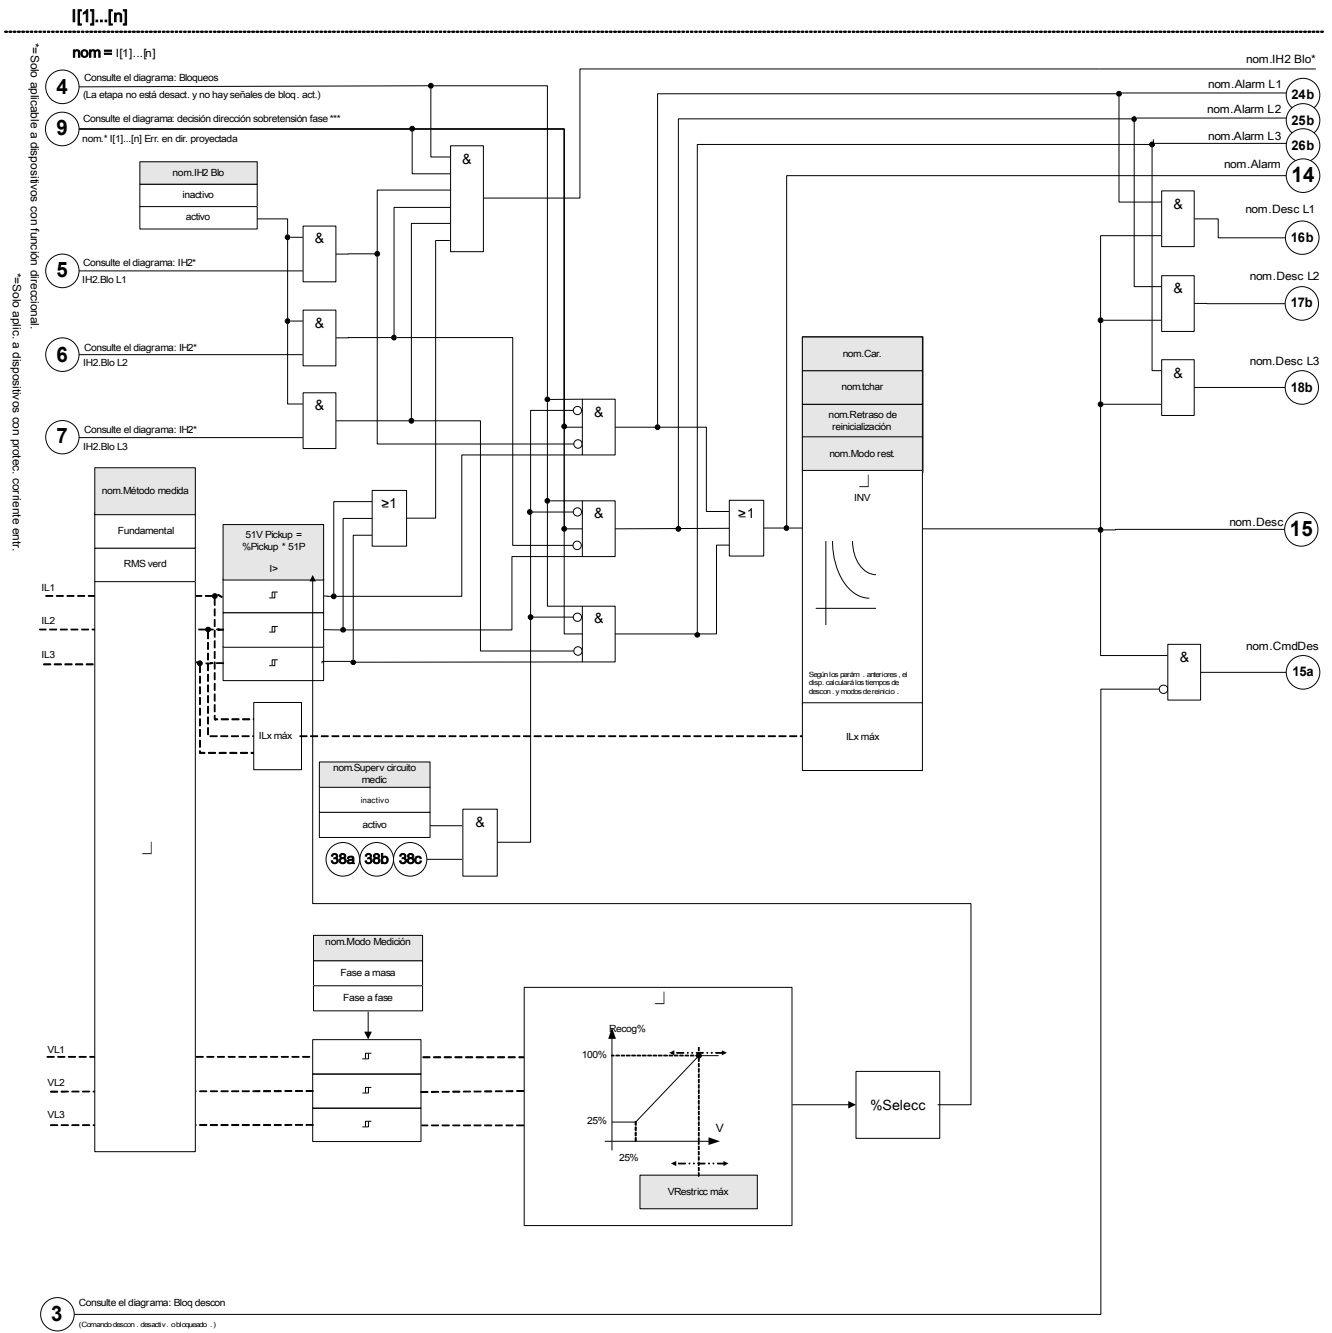 I[1]...[n]
nom = I[1]...[n]
*=Solo aplicable a dispositivos con función direccional.
*=Solo aplic. a dispositivos con protec. corriente entr.
4
Consulte el diagrama: Bloqueos
(La etapa no está desact. y no hay señales de bloq . act.)
9
Consulte el diagrama: decisión dirección sobretensión fase ***
nom.* I[1]...[n] Err. en dir. proyectada
nom.IH2 Blo
inactivo
activo
5
Consulte el diagrama: IH2*
IH2.Blo L1
6
Consulte el diagrama: IH2*
IH2.Blo L2
7
Consulte el diagrama: IH2*
IH2.Blo L3
&
&
&
&
nom.IH2 Blo*
nom.Alarm L1
24b
nom.Alarm L2
25b
nom.Alarm L3
26b
nom.Alarm
14
&
nom.Desc L1
16b
&
nom.Desc L2
17b
&
nom.Desc L3
18b
nom.Método medida
Fundamental
RMS verd
51V Pickup =
%Pickup * 51P
I>
≥1
&
&
&
≥1
IL1
IL2
IL3
ILx máx
nom.Car.
nom.tchar
nom.Retraso de
reinicialización
nom.Modo rest.
INV
Según los parám . anteriores , el
disp. calculará los tiempos de
descon . y modos de reinicio .
ILx máx
nom.Desc
15
nom.CmdDes
&
15a
nom.Superv circuito
medic
inactivo
activo
&
38a
38b
38c
nom.Modo Medición
Fase a masa
Fase a fase
VL1
VL2
VL3
Recog%
100%
25%
V
25%
VRestricc máx
%Selecc
3
Consulte el diagrama: Bloq descon
(Comando descon . desactiv . o bloqueado . )